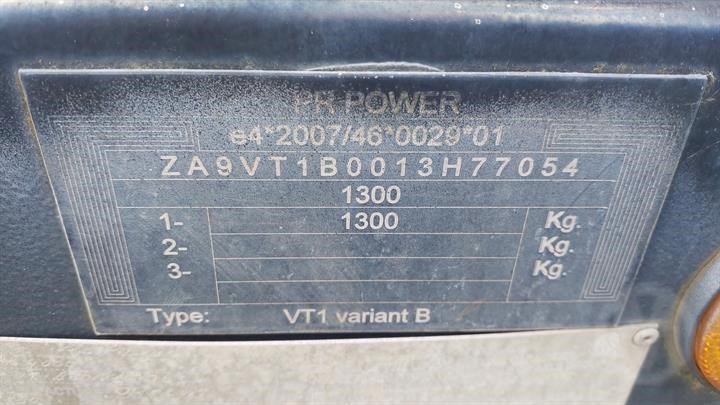 PR POWER
e4*2007/46*0029*01
ZA9VT1B0013H77054
1300
1- 1300 Kg.
2- Kg.
3- Kg.
Type: VT1 variant B